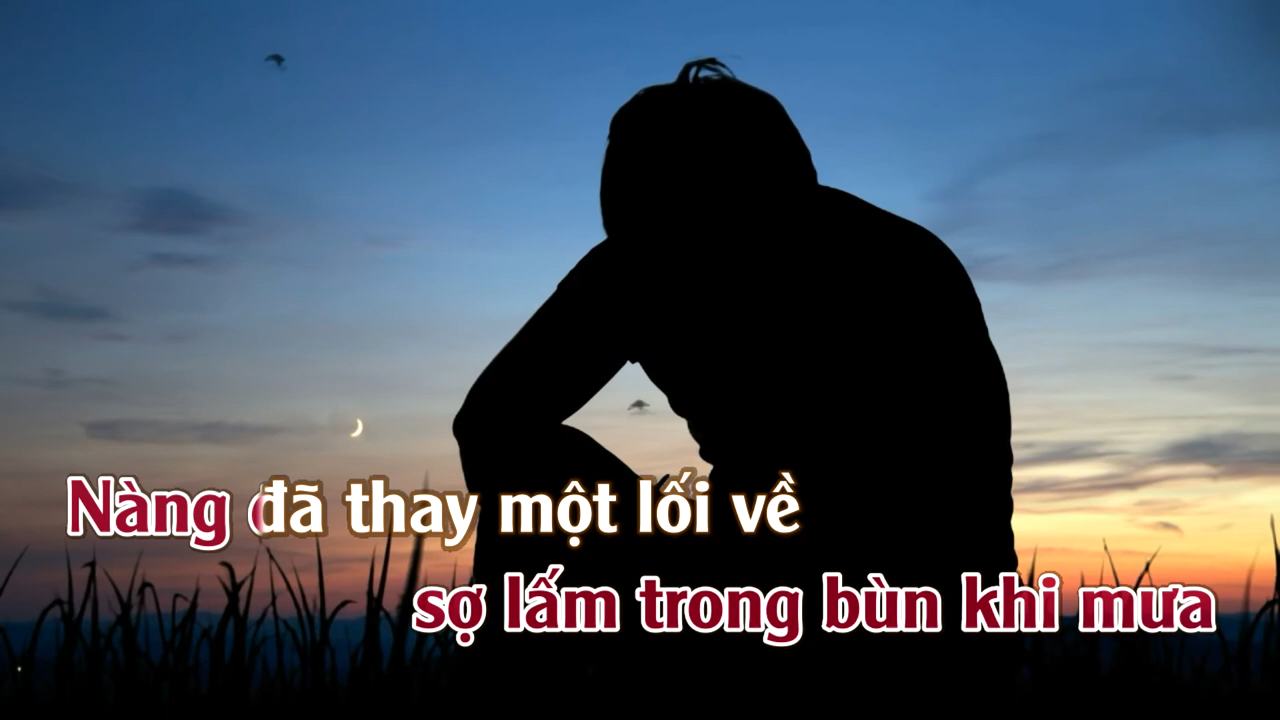 Nàng đã thay một lối về
sợ lấm trong bùn khi mưa